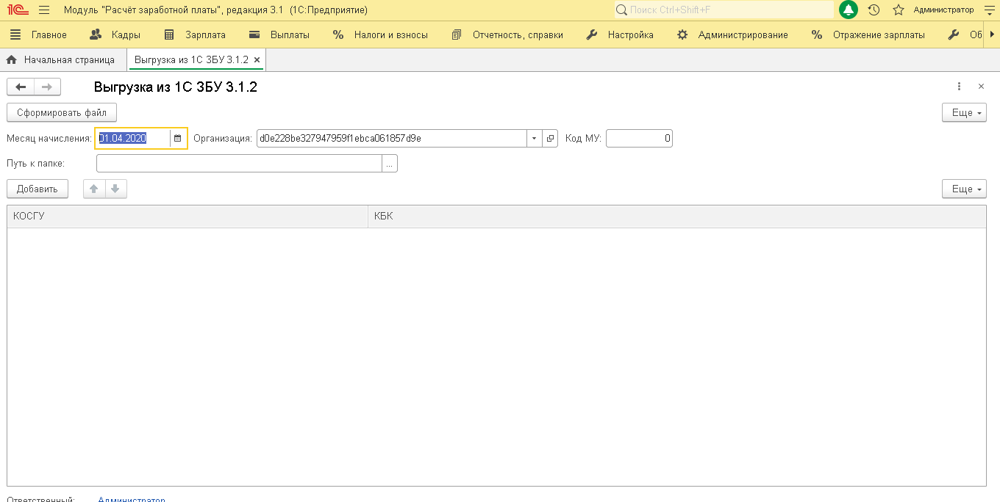 1С Модуль "Расчёт заработной платы", редакция 3.1 (1С:Предприятие) Поиск Ctrl+Shift+F Администратор
Главное Кадры Зарплата Выплаты Налоги и взносы Отчетность, справки Настройка Администрирование Отражение зарплаты Об
Начальная страница Выгрузка из 1С ЗБУ 3.1.2 ×
Выгрузка из 1С ЗБУ 3.1.2
Сформировать файл Еще
Месяц начисления: 01.04.2020 Организация: d0e228be327947959f1ebca061857d9e Код МУ: 0
Путь к папке: ...
Добавить Еще
КОСГУ КБК
Ответственный: Администратор